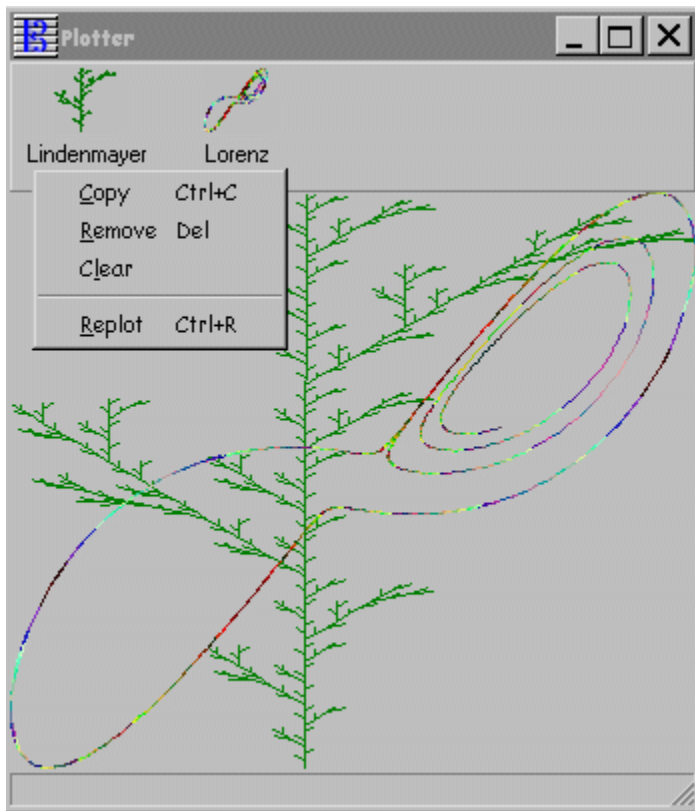 Plotter
Lindenmayer Lorenz
Copy Ctrl+C
Remove Del
Clear
Replot Ctrl+R